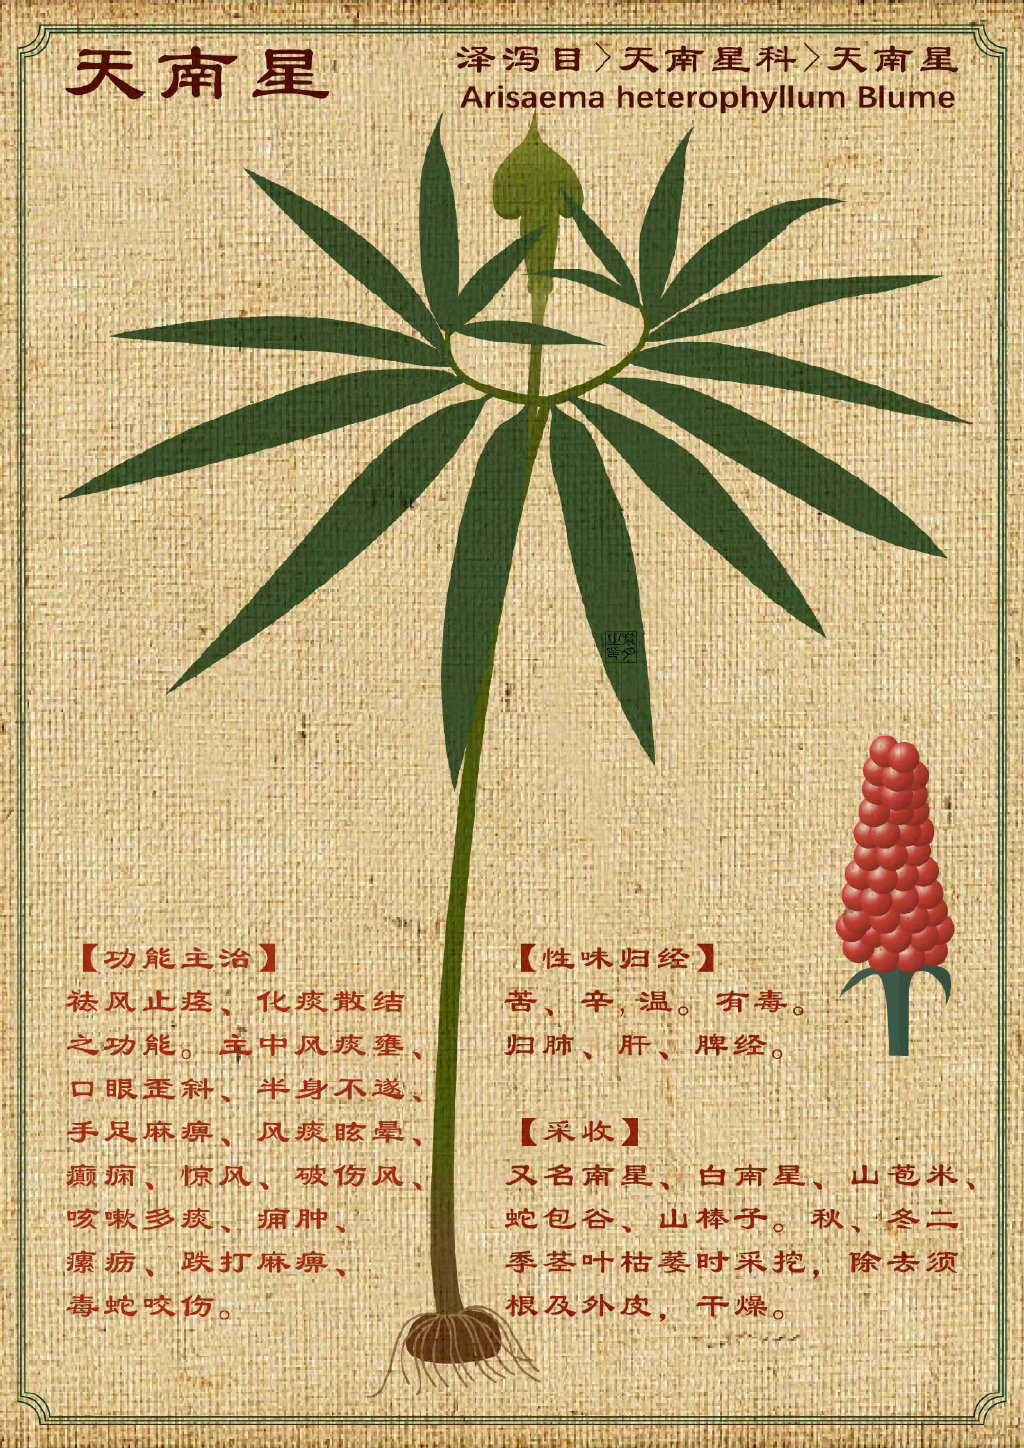 天南星
泽泻目〉天南星科〉天南星
Arisaema heterophyllum Blume
【功能主治】
祛风止痉、化痰散结
之功能。主中风痰壅、
口眼歪斜、半身不遂、
手足麻痹、风痰眩晕、
癫痫、惊风、破伤风、
咳嗽多痰、痈肿、
瘰疬、跌打麻痹、
毒蛇咬伤。
【性味归经】
苦、辛,温。有毒。
归肺、肝、脾经。
【采收】
又名南星、白南星、山苞米、
蛇包谷、山棒子。秋、冬二
季茎叶枯萎时采挖，除去须
根及外皮，干燥。